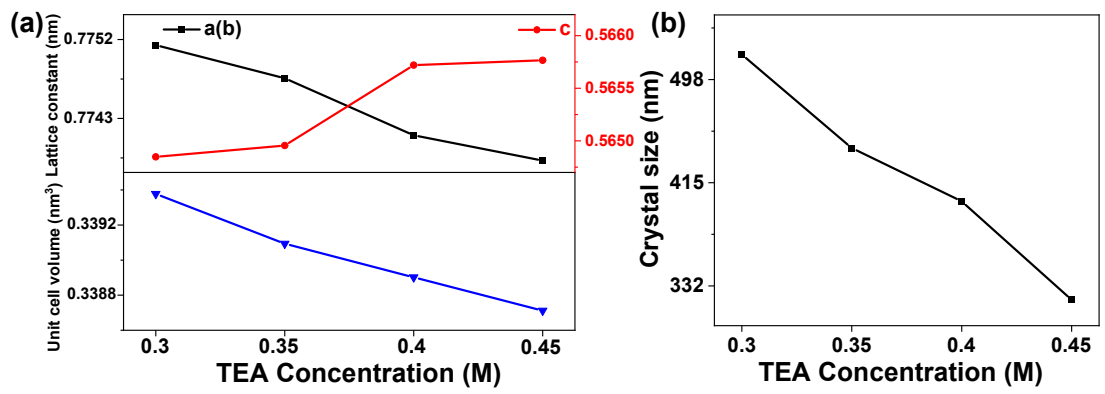 (a)
a(b)
c
Lattice constant (nm)
0.7752
0.7743
0.5660
0.5655
0.5650
Unit cell volume (nm³)
0.3392
0.3388
0.3
0.35
0.4
0.45
TEA Concentration (M)
(b)
Crystal size (nm)
498
415
332
0.3
0.35
0.4
0.45
TEA Concentration (M)